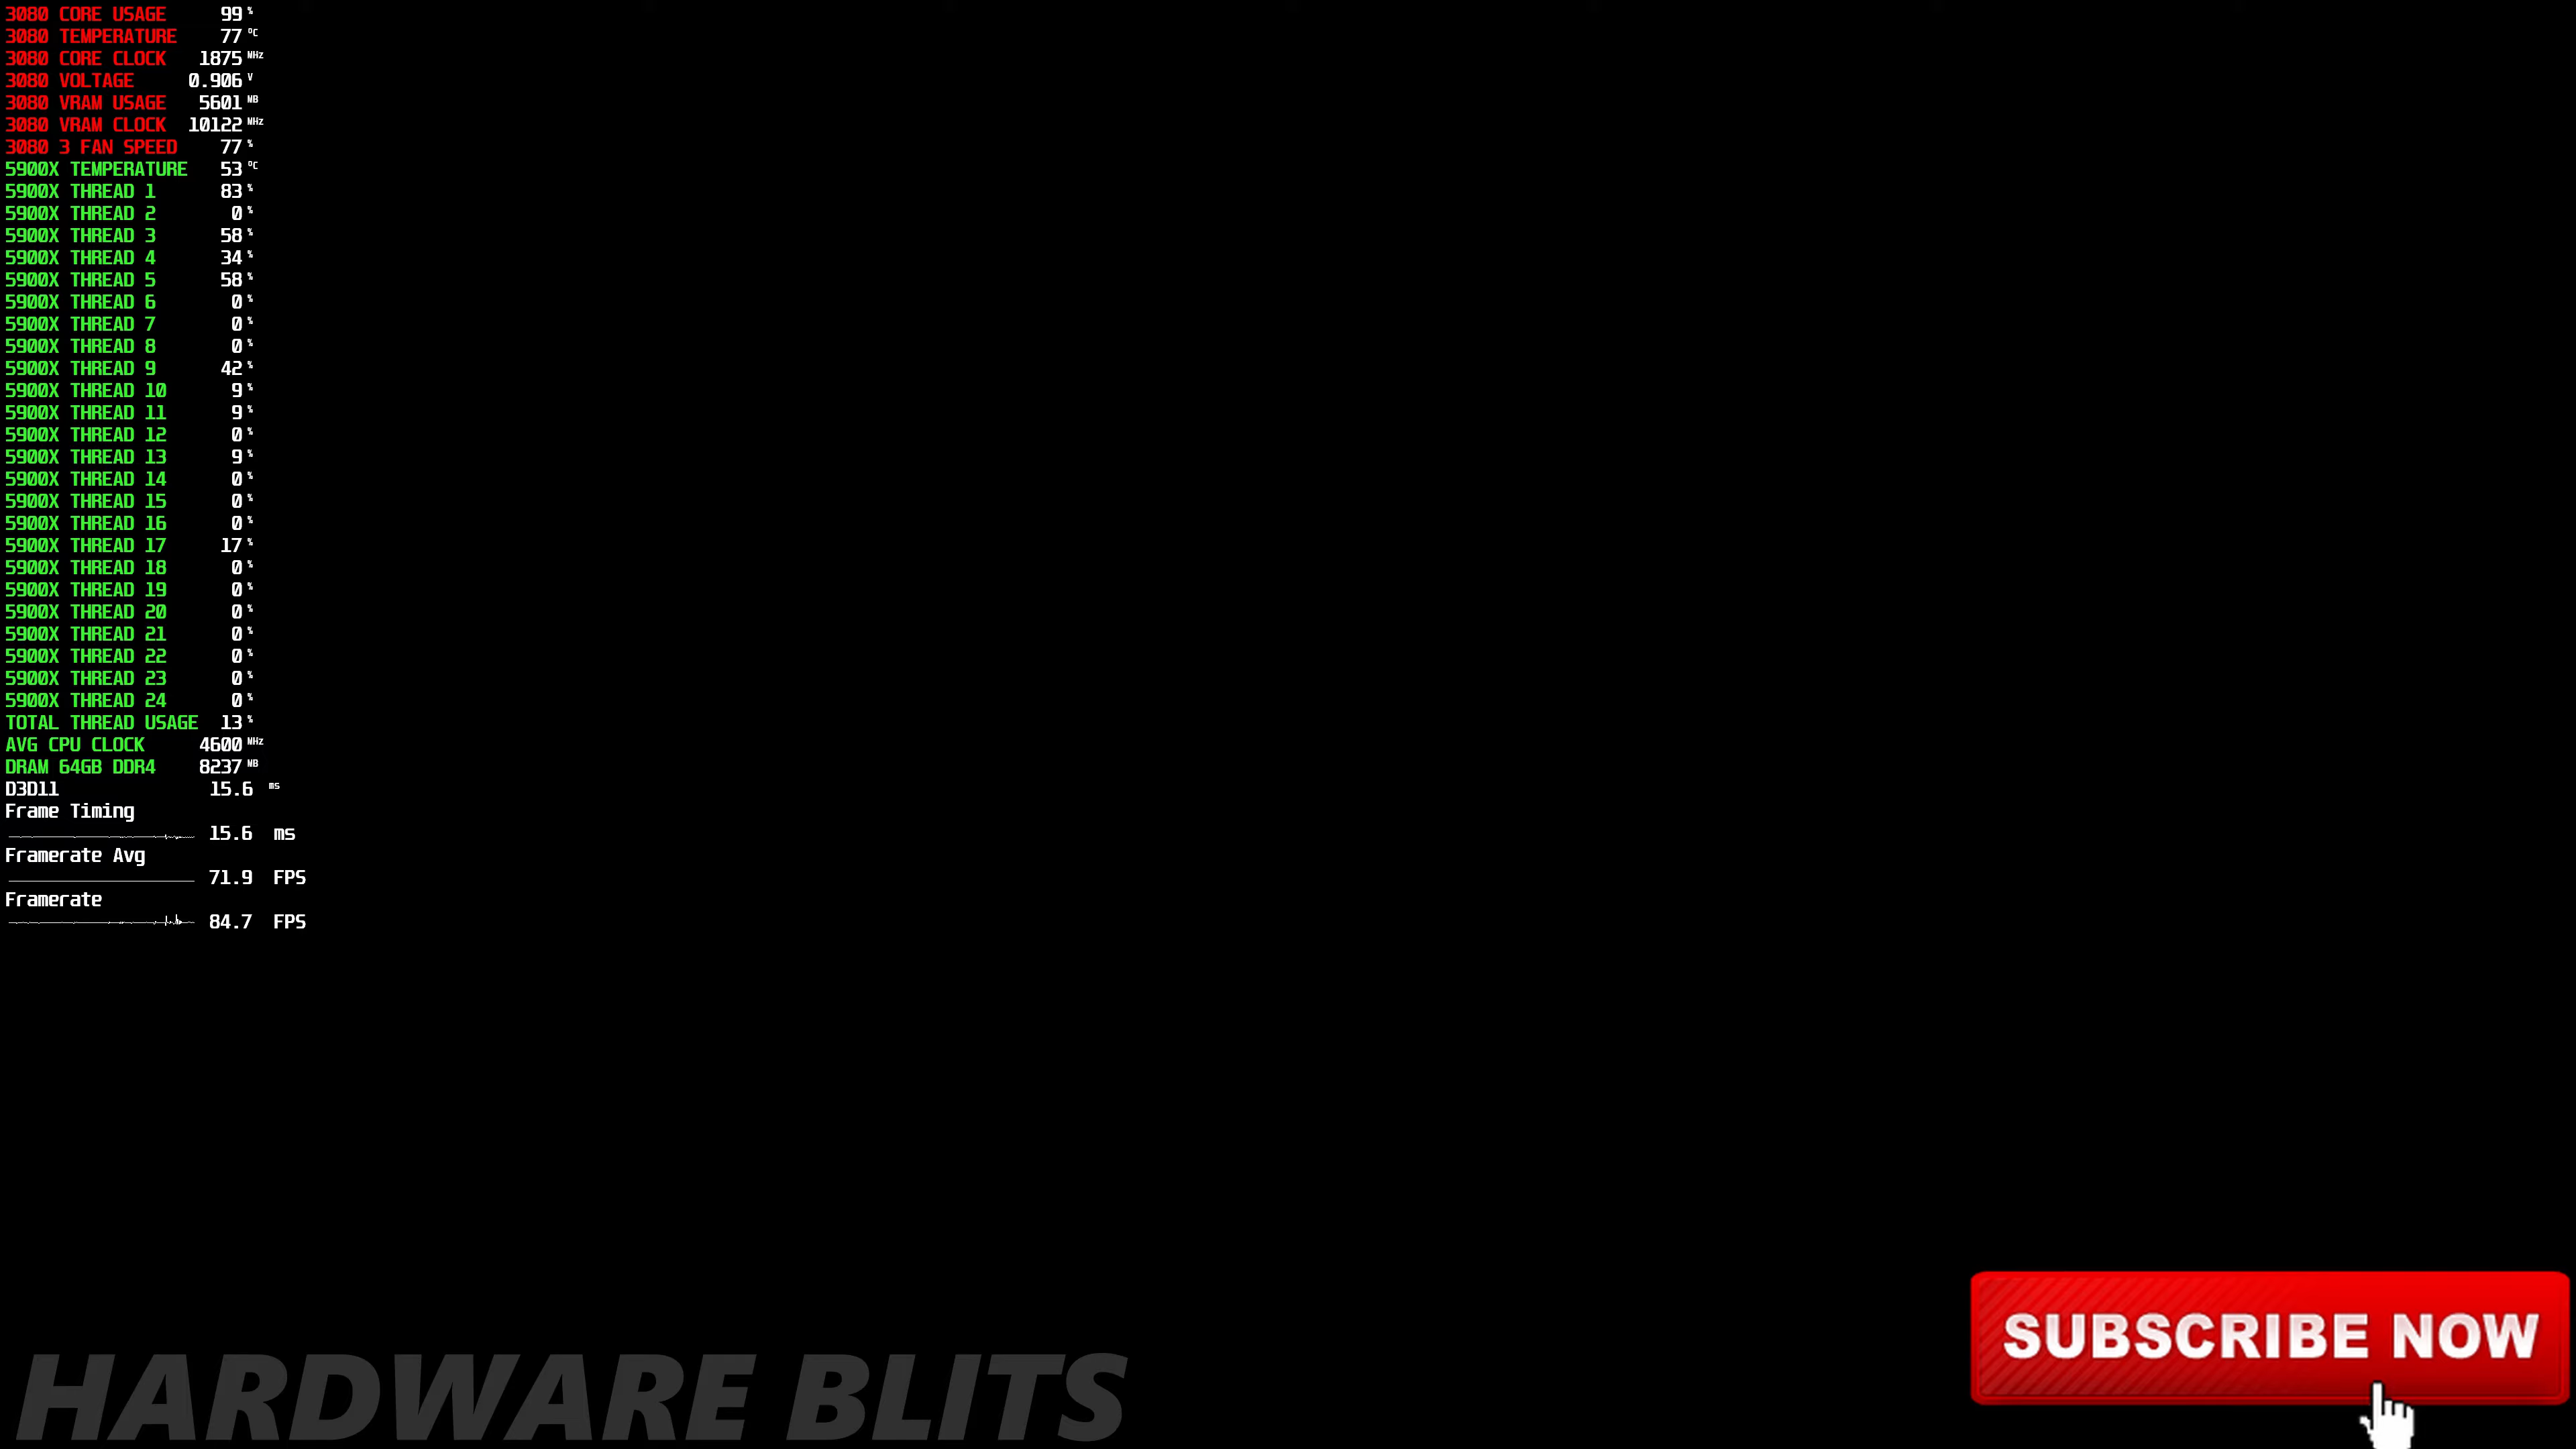 3080 CORE USAGE 99 %
3080 TEMPERATURE 77 °C
3080 CORE CLOCK 1875 MHz
3080 VOLTAGE 0.906 V
3080 VRAM USAGE 5601 MB
3080 VRAM CLOCK 10122 MHz
3080 3 FAN SPEED 77 %
5900X TEMPERATURE 53 °C
5900X THREAD 1 83 %
5900X THREAD 2 0 %
5900X THREAD 3 58 %
5900X THREAD 4 34 %
5900X THREAD 5 58 %
5900X THREAD 6 0 %
5900X THREAD 7 0 %
5900X THREAD 8 0 %
5900X THREAD 9 42 %
5900X THREAD 10 9 %
5900X THREAD 11 9 %
5900X THREAD 12 0 %
5900X THREAD 13 9 %
5900X THREAD 14 0 %
5900X THREAD 15 0 %
5900X THREAD 16 0 %
5900X THREAD 17 17 %
5900X THREAD 18 0 %
5900X THREAD 19 0 %
5900X THREAD 20 0 %
5900X THREAD 21 0 %
5900X THREAD 22 0 %
5900X THREAD 23 0 %
5900X THREAD 24 0 %
TOTAL THREAD USAGE 13 %
AVG CPU CLOCK 4600 MHz
DRAM 64GB DDR4 8237 MB
D3D11 15.6 ms
Frame Timing
15.6 ms
Framerate Avg
71.9 FPS
Framerate
84.7 FPS
SUBSCRIBE NOW
HARDWARE BLITS